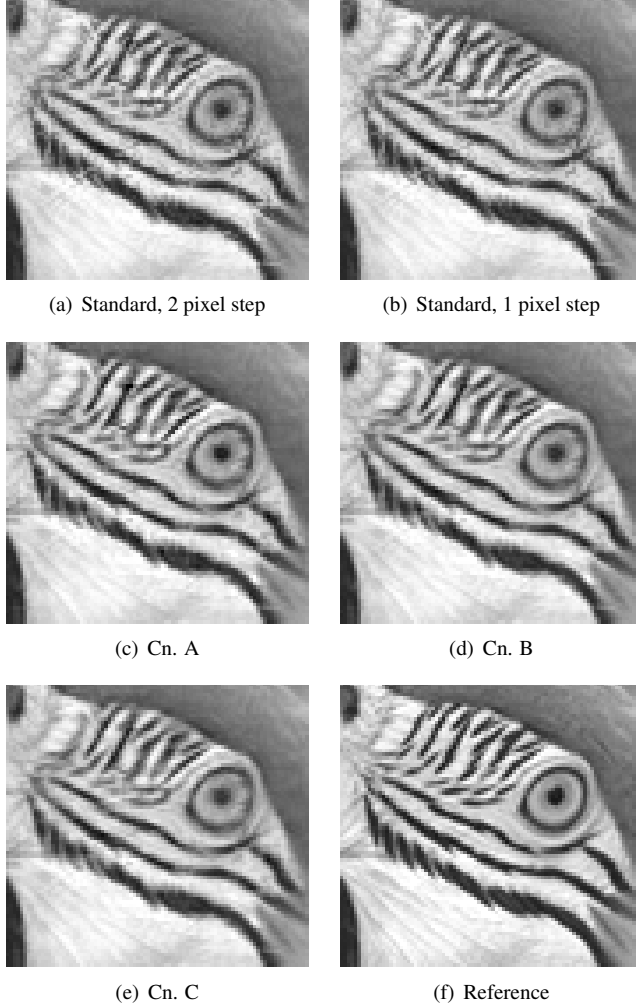 (a) Standard, 2 pixel step
(b) Standard, 1 pixel step
(c) Cn. A
(d) Cn. B
(e) Cn. C
(f) Reference